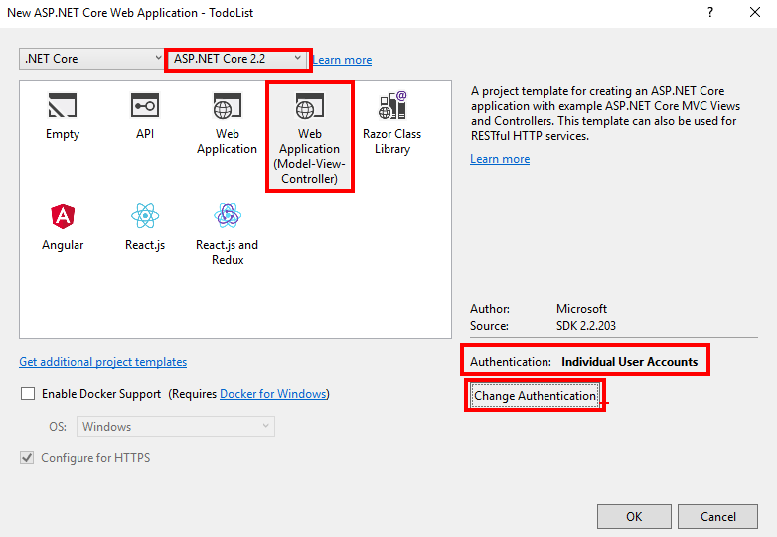 New ASP.NET Core Web Application - TodcList
.NET Core
ASP.NET Core 2.2
Learn more
Empty
API
Web
Application
Web
Application
(Model-View-
Controller)
Razor Class
Library
A project template for creating an ASP.NET Core
application with example ASP.NET Core MVC Views
and Controllers. This template can also be used for
RESTful HTTP services.
Learn more
Angular
React.js
React.js and
Redux
Author: Microsoft
Source: SDK 2.2.203
Authentication: Individual User Accounts
Change Authentication
Get additional project templates
Enable Docker Support (Requires Docker for Windows)
OS: Windows
Configure for HTTPS
OK
Cancel